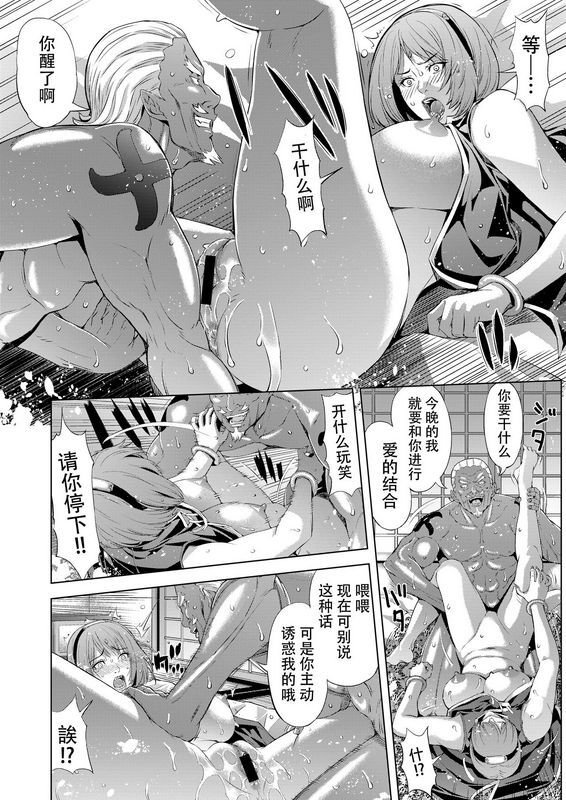 等一…
你醒了啊
干什么啊
你要干什么
今晚的我
就要和你进行
爱的结合
什!?
开什么玩笑
请你停下!!
喂喂
现在可别说
这种话
可是你主动
诱惑我的哦
誒!?